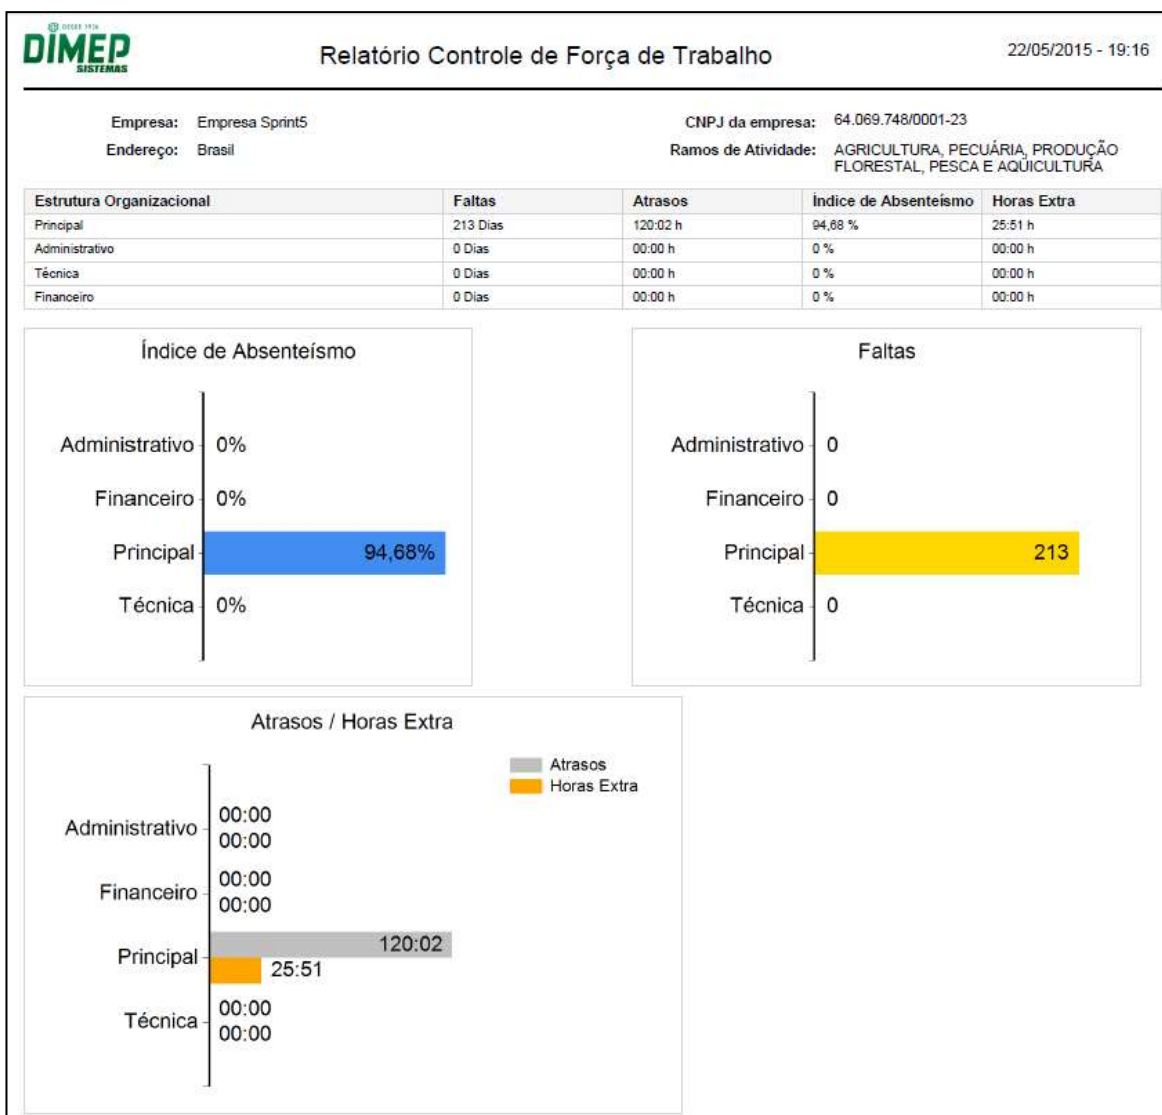 DESDE 1936
DIMEP
SISTEMAS
Relatório Controle de Força de Trabalho
22/05/2015 - 19:16
Empresa: Empresa Sprint5
CNPJ da empresa: 64.069.748/0001-23
Endereço: Brasil
Ramos de Atividade: AGRICULTURA, PECUÁRIA, PRODUÇÃO
FLORESTAL, PESCA E AQÜICULTURA
Estrutura Organizacional Faltas Atrasos Índice de Absenteísmo Horas Extra
Principal 213 Dias 120:02 h 94,68 % 25:51 h
Administrativo 0 Dias 00:00 h 0 % 00:00 h
Técnica 0 Dias 00:00 h 0 % 00:00 h
Financeiro 0 Dias 00:00 h 0 % 00:00 h
Índice de Absenteísmo
Administrativo 0%
Financeiro 0%
Principal 94,68%
Técnica 0%
Faltas
Administrativo 0
Financeiro 0
Principal 213
Técnica 0
Atrasos / Horas Extra
Atrasos
Horas Extra
Administrativo 00:00
00:00
Financeiro 00:00
00:00
Principal 120:02
25:51
Técnica 00:00
00:00